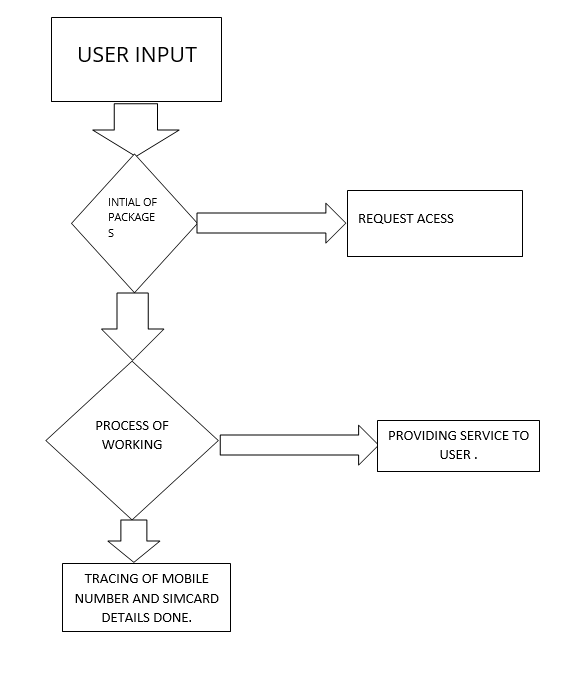 USER INPUT
INTIAL OF
PACKAGE
S
REQUEST ACESS
PROCESS OF
WORKING
PROVIDING SERVICE TO
USER .
TRACING OF MOBILE
NUMBER AND SIMCARD
DETAILS DONE.